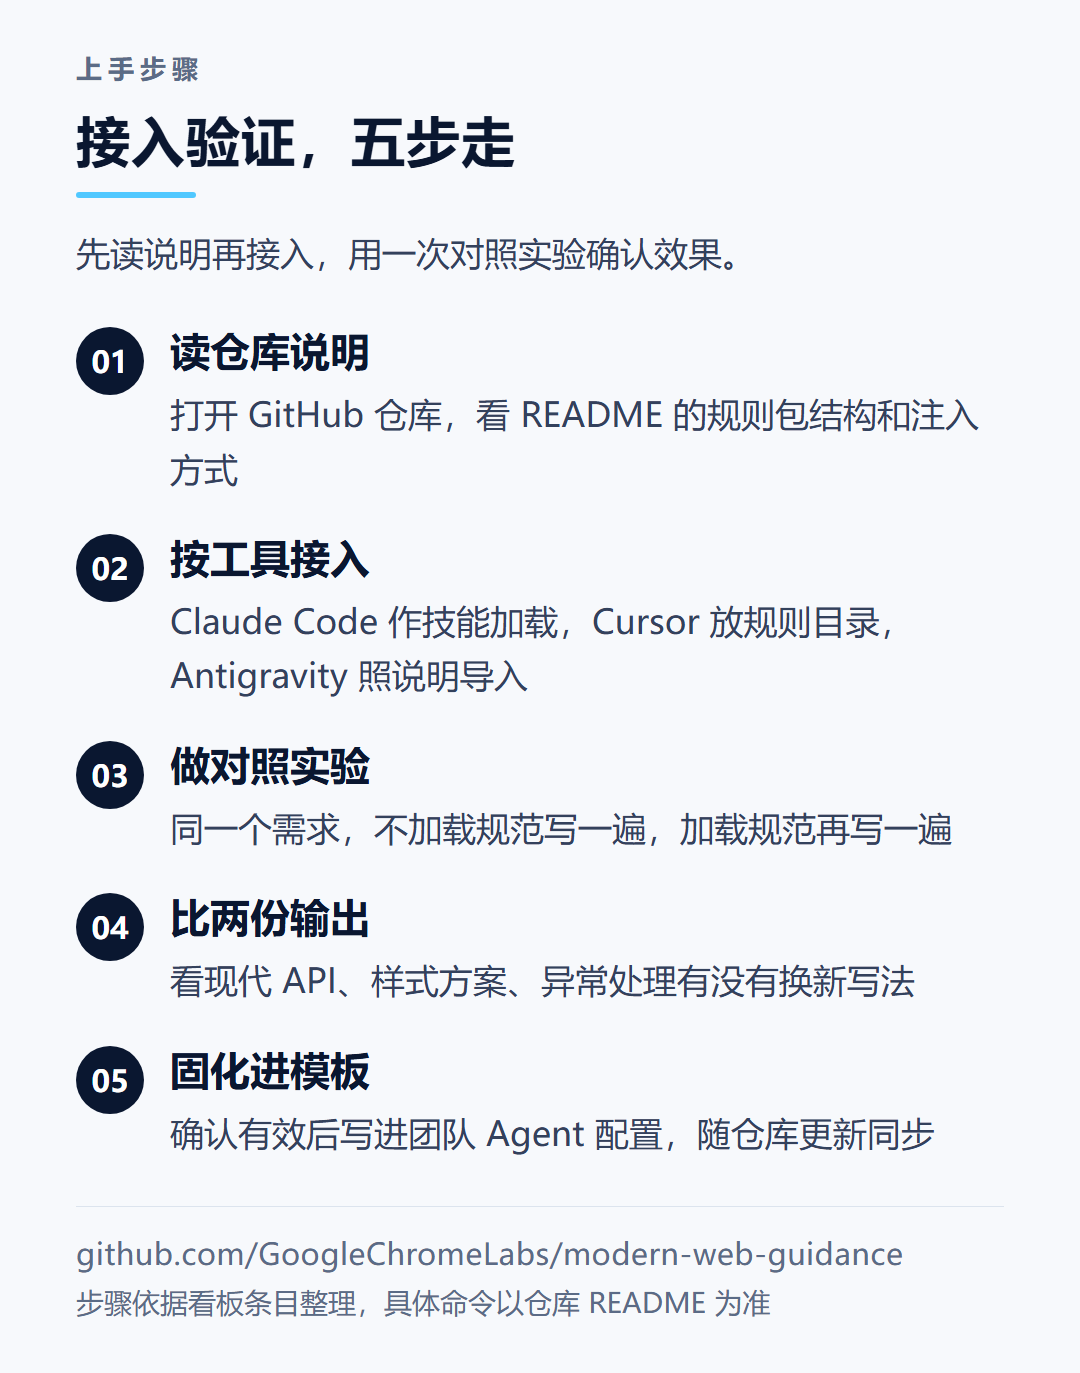 上手步骤
接入验证，五步走
先读说明再接入，用一次对照实验确认效果。
01
读仓库说明
打开 GitHub 仓库，看 README 的规则包结构和注入
方式
02
按工具接入
Claude Code 作技能加载，Cursor 放规则目录，
Antigravity 照说明导入
03
做对照实验
同一个需求，不加载规范写一遍，加载规范再写一遍
04
比两份输出
看现代 API、样式方案、异常处理有没有换新写法
05
固化进模板
确认有效后写进团队 Agent 配置，随仓库更新同步
github.com/GoogleChromeLabs/modern-web-guidance
步骤依据看板条目整理，具体命令以仓库 README 为准